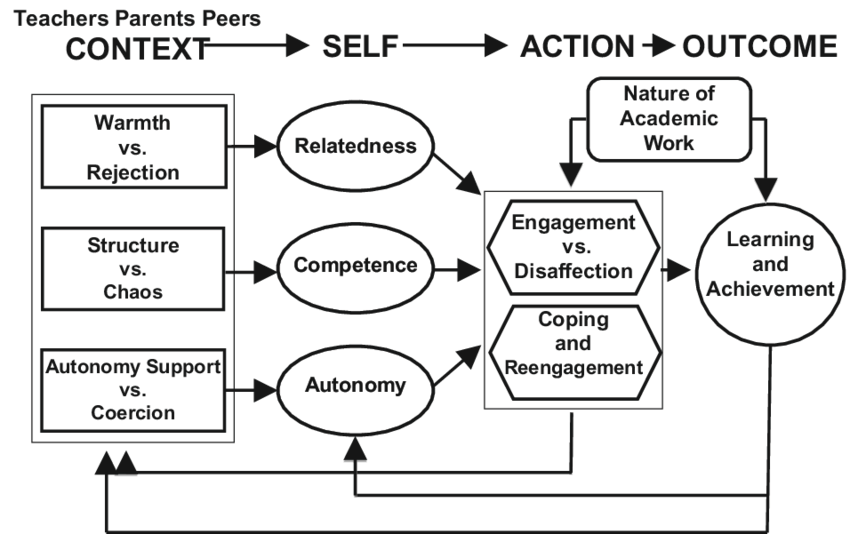 Teachers Parents Peers
CONTEXT SELF ACTION OUTCOME
Nature of
Academic
Work
Warmth
vs.
Rejection
Relatedness
Structure
vs.
Chaos
Competence
Engagement
vs.
Disaffection
Learning
and
Achievement
Autonomy Support
vs.
Coercion
Autonomy
Coping
and
Reengagement